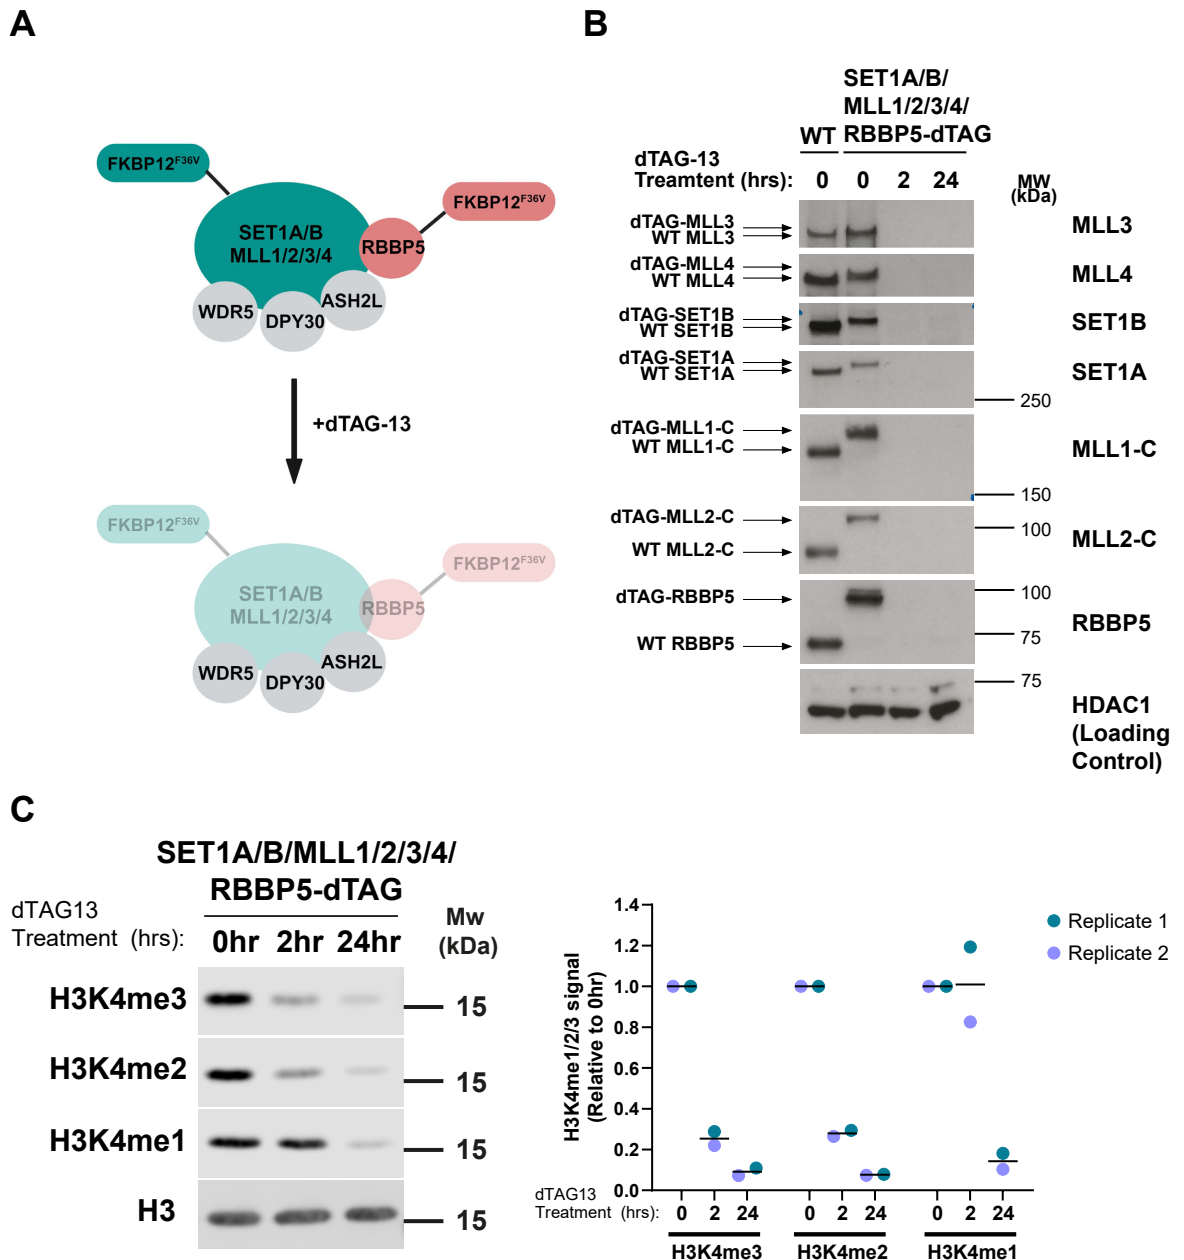 A
FKBP12F36V
FKBP12F36V
SET1A/B
MLL1/2/3/4
RBBP5
WDR5
DPY30
ASH2L
+dTAG-13
FKBP12F36V
FKBP12F36V
SET1A/B
MLL1/2/3/4
RBBP5
WDR5
DPY30
ASH2L
B
SET1A/B/
MLL1/2/3/4/
WT RBBP5-dTAG
dTAG-13
Treamtent (hrs): 0 0 2 24
MW
(kDa)
dTAG-MLL3
WT MLL3
MLL3
dTAG-MLL4
WT MLL4
MLL4
dTAG-SET1B
WT SET1B
SET1B
dTAG-SET1A
WT SET1A
SET1A
250
dTAG-MLL1-C
WT MLL1-C
MLL1-C
150
dTAG-MLL2-C
100
WT MLL2-C
MLL2-C
dTAG-RBBP5
100
RBBP5
75
WT RBBP5
75
HDAC1
(Loading
Control)
C
SET1A/B/MLL1/2/3/4/
RBBP5-dTAG
dTAG13
Treatment (hrs): 0hr 2hr 24hr
Mw
(kDa)
H3K4me3
15
H3K4me2
15
H3K4me1
15
H3
15
H3K4me1/2/3 signal
(Relative to 0hr)
1.4
1.2
1.0
0.8
0.6
0.4
0.2
0.0
Replicate 1
Replicate 2
dTAG13
Treatment (hrs): 0 2 24 0 2 24 0 2 24
H3K4me3 H3K4me2 H3K4me1